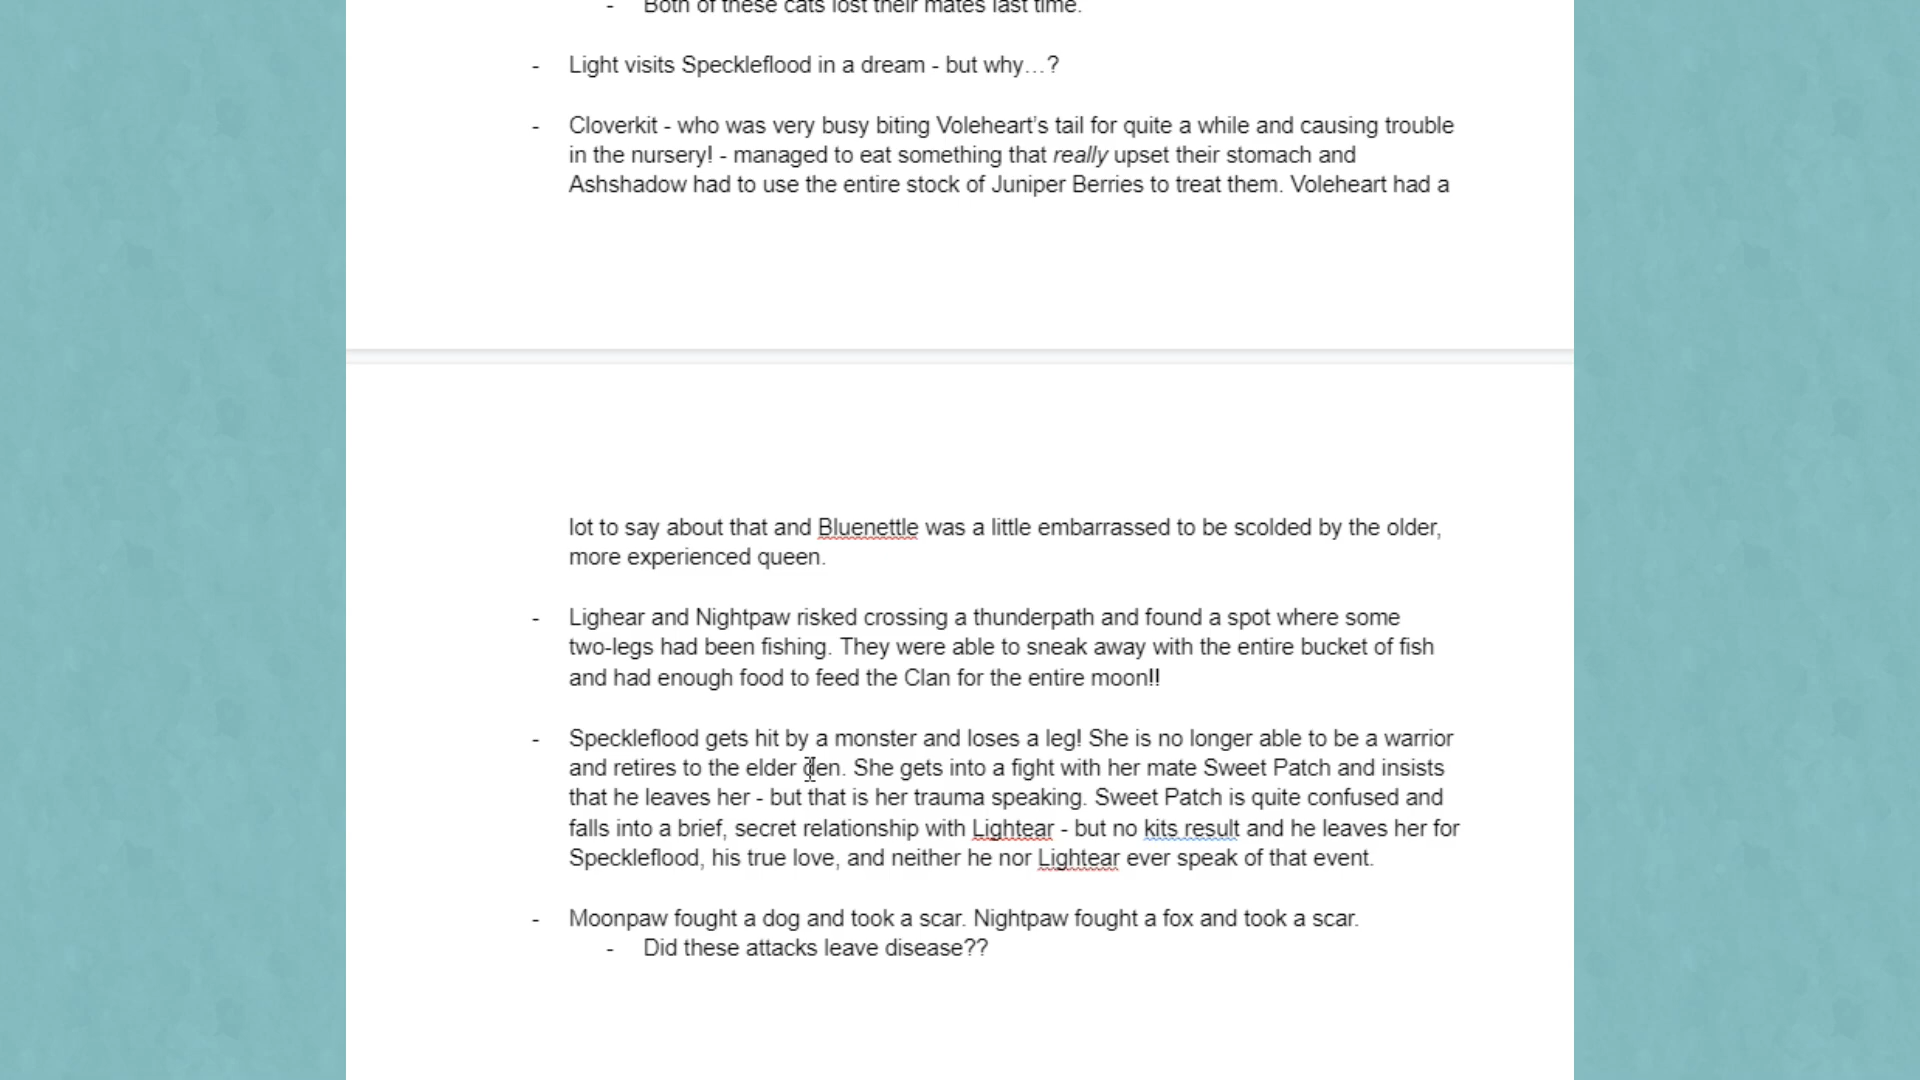 - Both of these cats lost their mates last time.
- Light visits Speckleflood in a dream - but why…?
- Cloverkit - who was very busy biting Voleheart's tail for quite a while and causing trouble
in the nursery! - managed to eat something that really upset their stomach and
Ashshadow had to use the entire stock of Juniper Berries to treat them. Voleheart had a
lot to say about that and Bluenettle was a little embarrassed to be scolded by the older,
more experienced queen.
- Lighear and Nightpaw risked crossing a thunderpath and found a spot where some
two-legs had been fishing. They were able to sneak away with the entire bucket of fish
and had enough food to feed the Clan for the entire moon!!
- Speckleflood gets hit by a monster and loses a leg! She is no longer able to be a warrior
and retires to the elder den. She gets into a fight with her mate Sweet Patch and insists
that he leaves her - but that is her trauma speaking. Sweet Patch is quite confused and
falls into a brief, secret relationship with Lightear - but no kits result and he leaves her for
Speckleflood, his true love, and neither he nor Lightear ever speak of that event.
- Moonpaw fought a dog and took a scar. Nightpaw fought a fox and took a scar.
- Did these attacks leave disease??